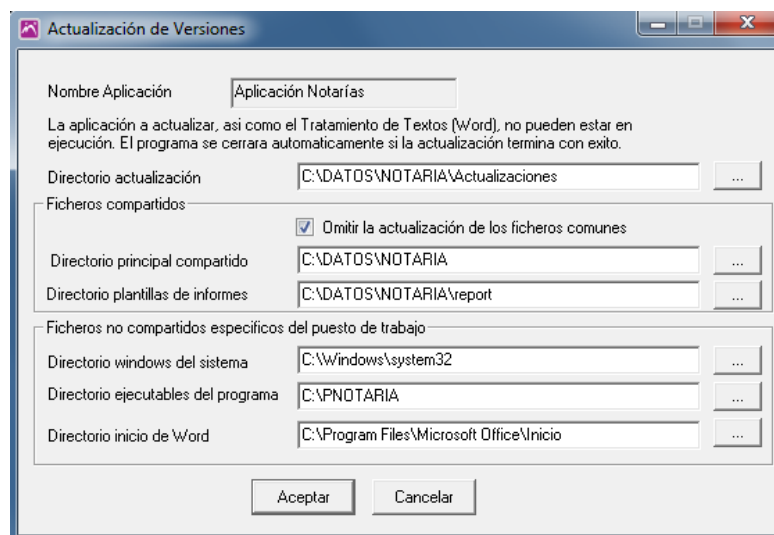 Actualización de Versiones
Nombre Aplicación Aplicación Notarías
La aplicación a actualizar, asi como el Tratamiento de Textos (Word), no pueden estar en
ejecución. El programa se cerrara automaticamente si la actualización termina con exito.
Directorio actualización C:\DATOS\NOTARIA\Actualizaciones ...
Ficheros compartidos
Omitir la actualización de los ficheros comunes
Directorio principal compartido C:\DATOS\NOTARIA ...
Directorio plantillas de informes C:\DATOS\NOTARIA\report ...
Ficheros no compartidos especificos del puesto de trabajo
Directorio windows del sistema C:\Windows\system32 ...
Directorio ejecutables del programa C:\PNOTARIA ...
Directorio inicio de Word C:\Program Files\Microsoft Office\Inicio ...
Aceptar Cancelar